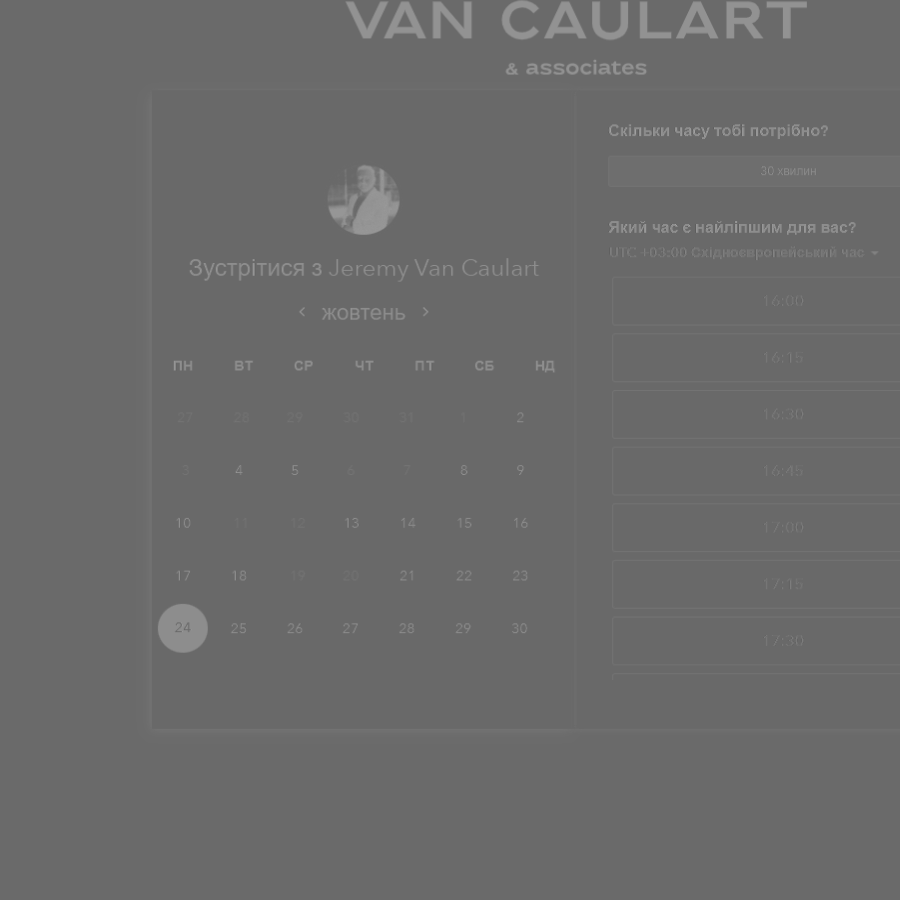 VAN CAULART
& associates
Зустрітися з Jeremy Van Caulart
жовтень
ПН ВТ СР ЧТ ПТ СБ НД
27 28 29 30 31 1 2
3 4 5 6 7 8 9
10 11 12 13 14 15 16
17 18 19 20 21 22 23
24 25 26 27 28 29 30
Скільки часу тобі потрібно?
30 хвилин
Який час є найліпшим для вас?
UTC +03:00 Східноєвропейський час
16:00
16:15
16:30
16:45
17:00
17:15
17:30